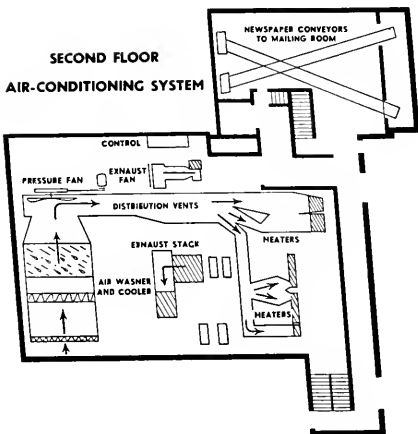 NEWSPAPER CONVEYORS
TO MAILING ROOM
SECOND FLOOR
AIR-CONDITIONING SYSTEM
CONTROL
PRESSURE FAN
EXHAUST
FAN
DISTRIBUTION VENTS
EXHAUST STACK
HEATERS
AIR WASHER
AND COOLER
HEATERS